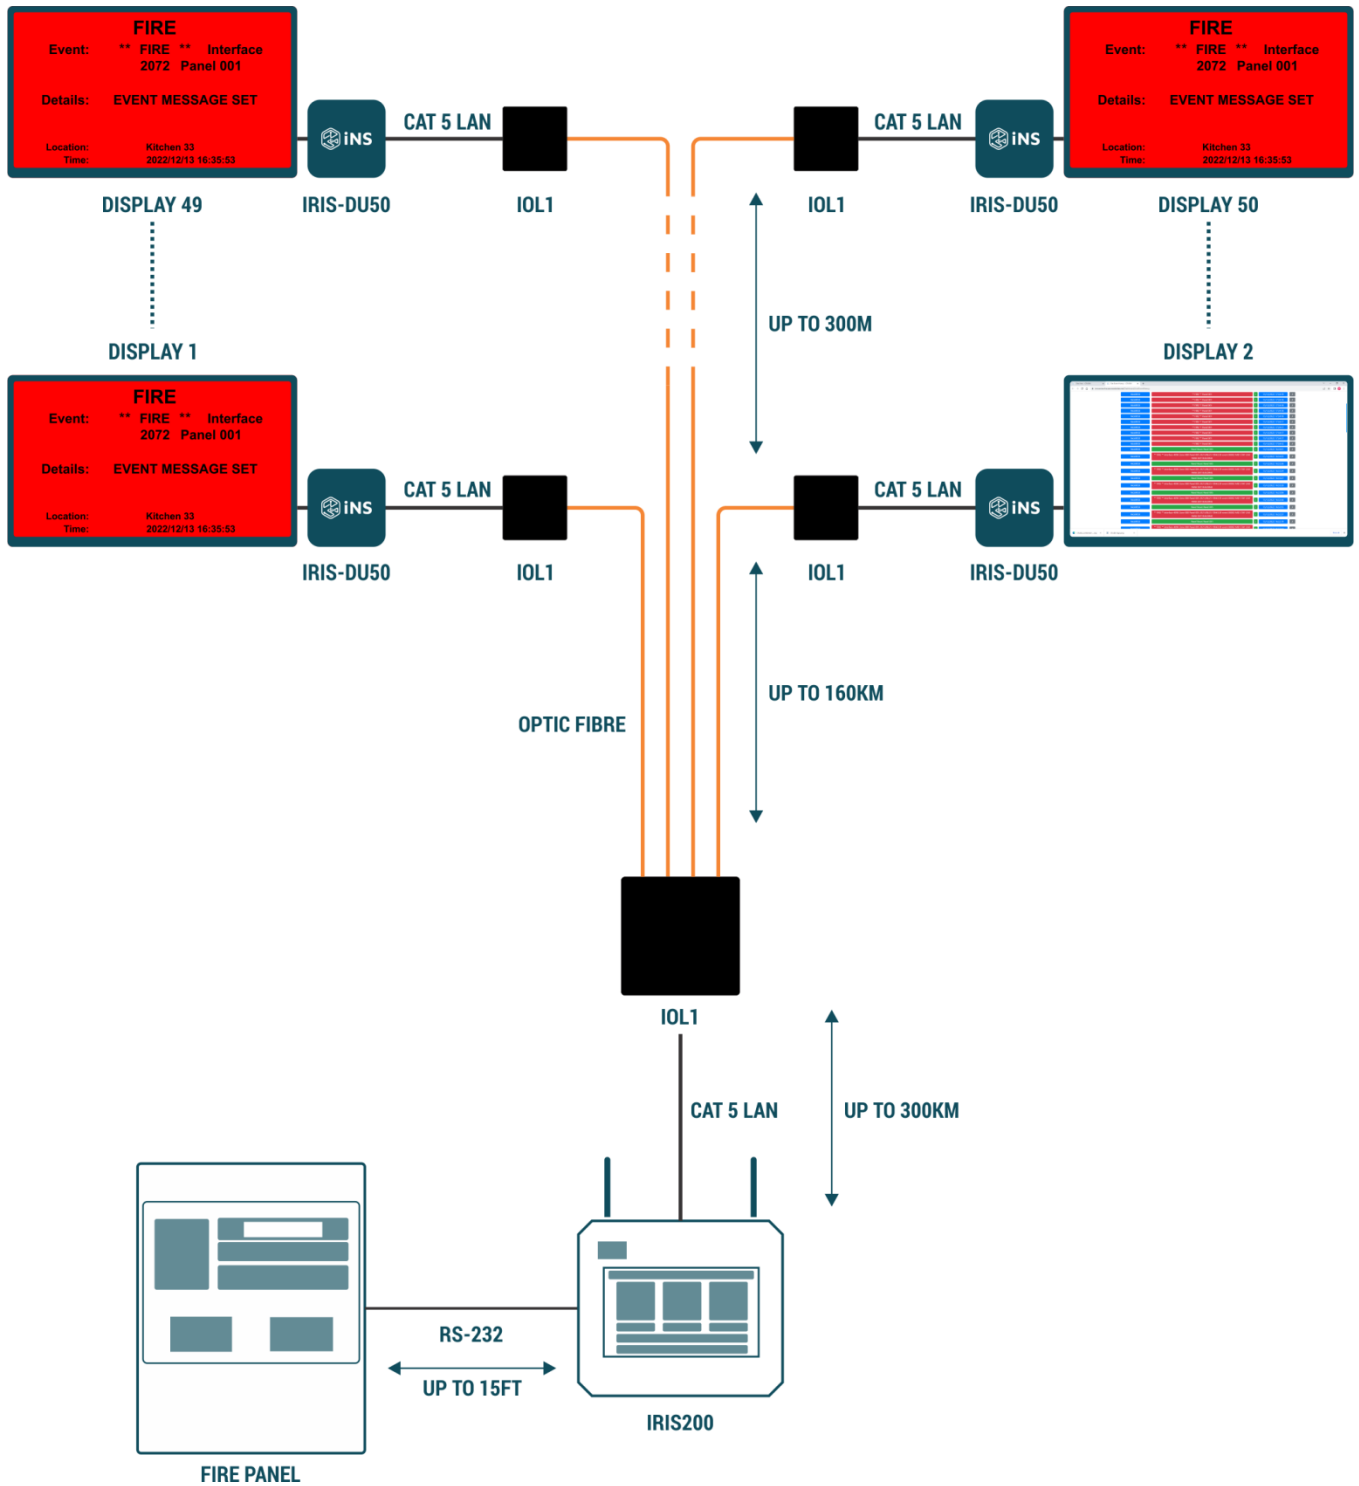 FIRE
Event: ** FIRE ** Interface
2072 Panel 001
Details: EVENT MESSAGE SET
Location: Kitchen 33
Time: 2022/12/13 16:35:53
DISPLAY 49
iNS
IRIS-DU50
CAT 5 LAN
IOL1
IOL1
CAT 5 LAN
iNS
IRIS-DU50
FIRE
Event: ** FIRE ** Interface
2072 Panel 001
Details: EVENT MESSAGE SET
Location: Kitchen 33
Time: 2022/12/13 16:35:53
DISPLAY 50
UP TO 300M
DISPLAY 1
FIRE
Event: ** FIRE ** Interface
2072 Panel 001
Details: EVENT MESSAGE SET
Location: Kitchen 33
Time: 2022/12/13 16:35:53
iNS
IRIS-DU50
CAT 5 LAN
IOL1
DISPLAY 2
IOL1
CAT 5 LAN
iNS
IRIS-DU50
UP TO 160KM
OPTIC FIBRE
IOL1
CAT 5 LAN
UP TO 300KM
RS-232
UP TO 15FT
IRIS200
FIRE PANEL